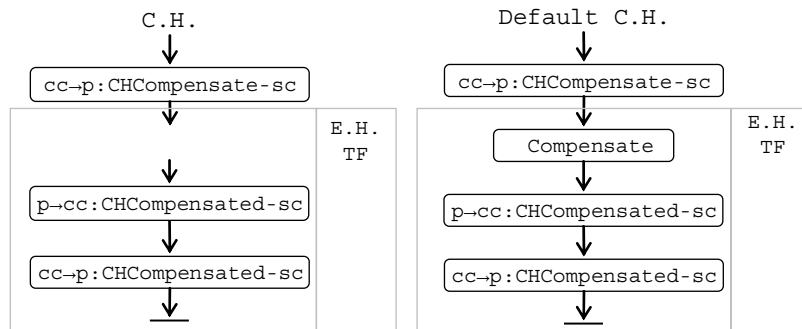 C.H.
cc→p:CHCompensate-sc
E.H.
TF
p→cc:CHCompensated-sc
cc→p:CHCompensated-sc
Default C.H.
cc→p:CHCompensate-sc
E.H.
TF
Compensate
p→cc:CHCompensated-sc
cc→p:CHCompensated-sc